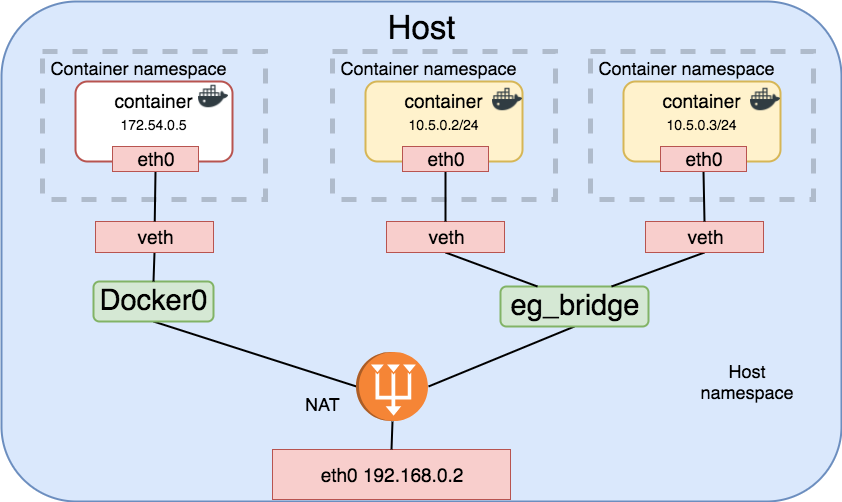 Host
Container namespace
Container namespace
Container namespace
container
172.54.0.5
eth0
container
10.5.0.2/24
eth0
container
10.5.0.3/24
eth0
veth
veth
veth
Docker0
eg_bridge
NAT
Host
namespace
eth0 192.168.0.2